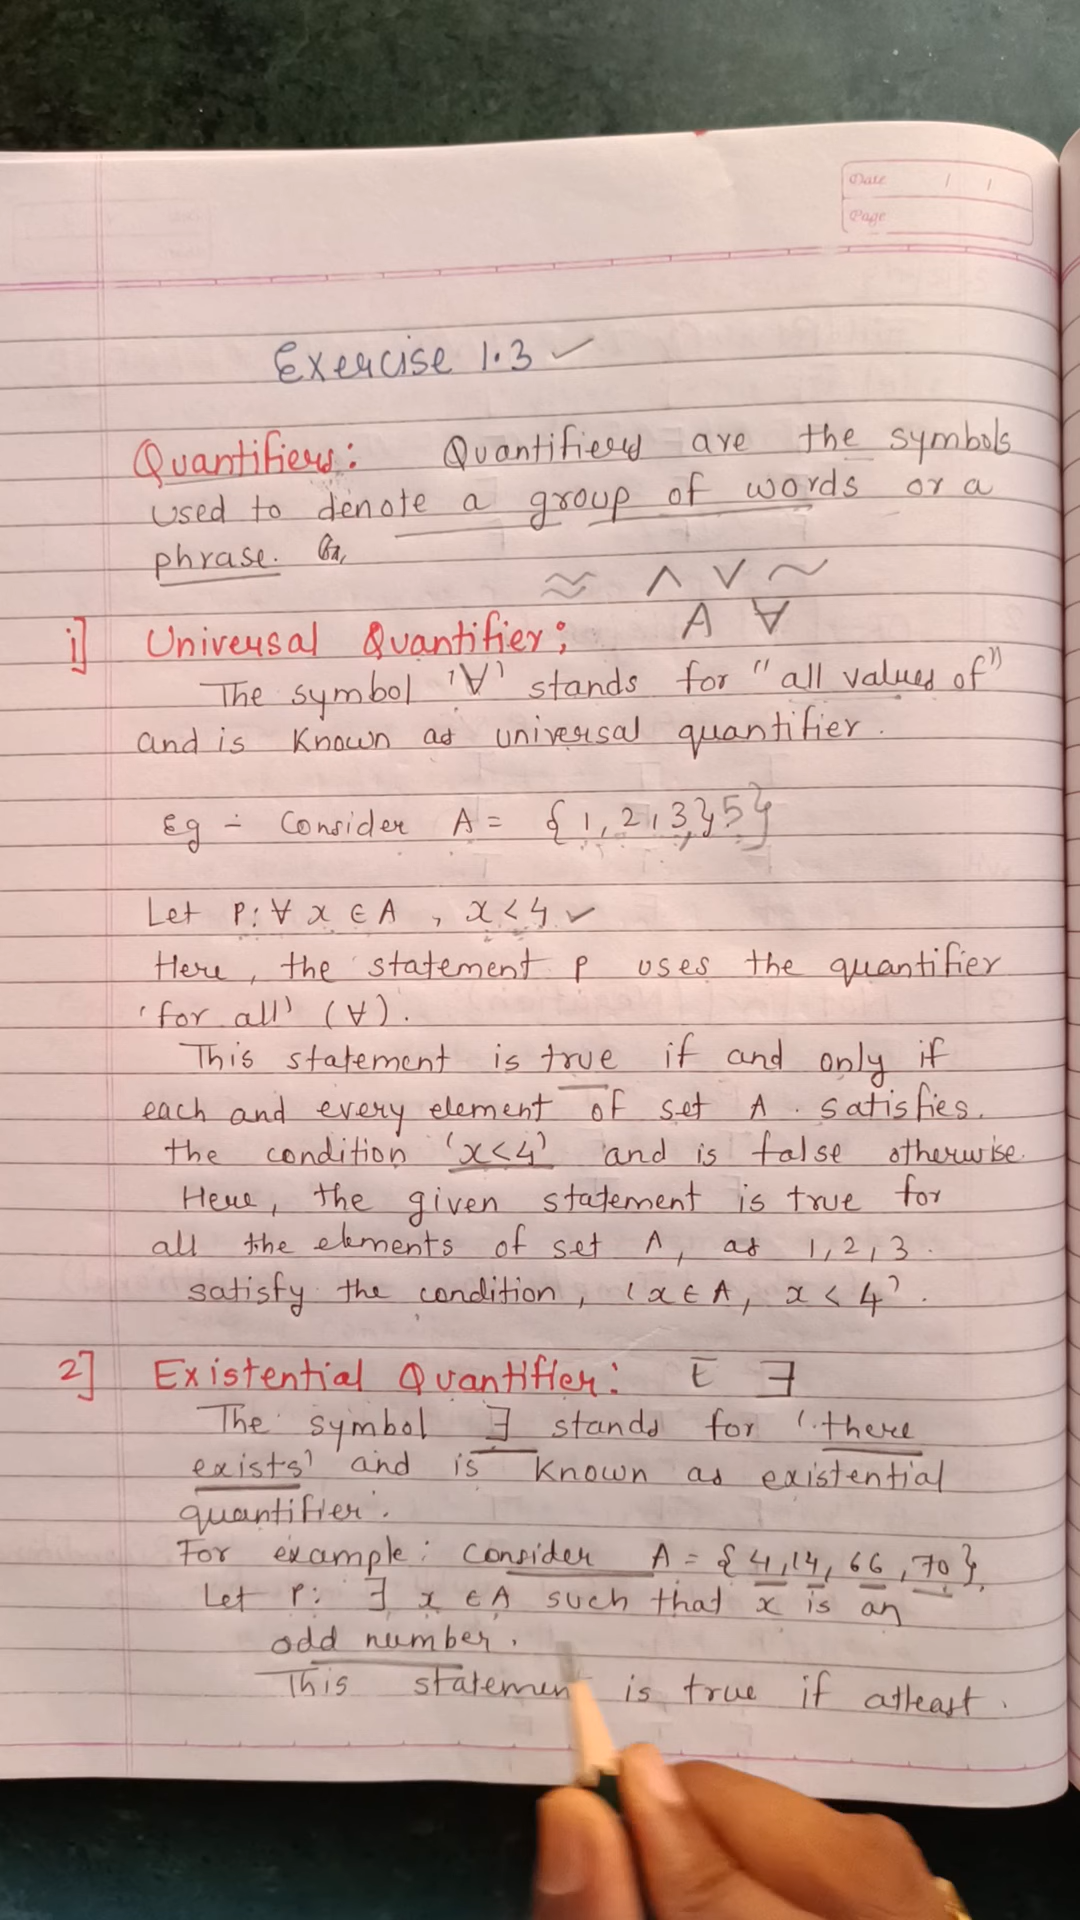 Date / /
Page
Exercise 1.3 ✓
Quantifiers: Quantifiers are the symbols
used to denote a group of words or a
phrase.
≈ ∧ ∨ ~
A ∀
i] Universal Quantifier:
The symbol '∀' stands for "all values of"
and is known as universal quantifier.
Eg - Consider A = {1, 2, 3, } 5}
Let P: ∀ x ∈ A , x < 4 ✓
Here, the statement p uses the quantifier
'for all' (∀).
This statement is true if and only if
each and every element of set A satisfies
the condition 'x<4' and is false otherwise.
Here, the given statement is true for
all the elements of set A, as 1, 2, 3
satisfy the condition, 'x ∈ A, x < 4'.
2] Existential Quantifier: E ∃
The symbol ∃ stands for 'there
exists' and is known as existential
quantifier.
For example: Consider A = {4, 14, 66, 70}.
Let P: ∃ x ∈ A such that x is an
odd number.
This statement is true if atleast